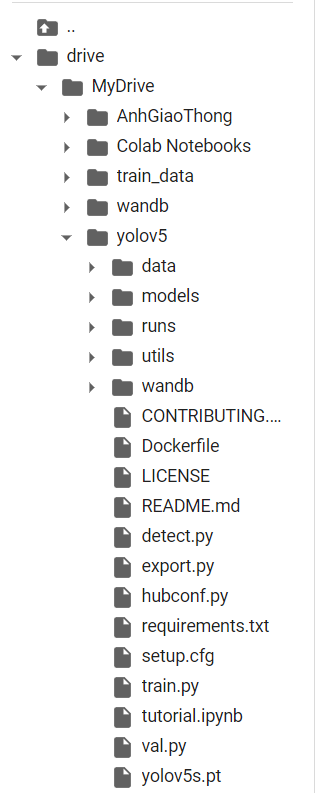 ..
drive
MyDrive
AnhGiaoThong
Colab Notebooks
train_data
wandb
yolov5
data
models
runs
utils
wandb
CONTRIBUTING....
Dockerfile
LICENSE
README.md
detect.py
export.py
hubconf.py
requirements.txt
setup.cfg
train.py
tutorial.ipynb
val.py
yolov5s.pt